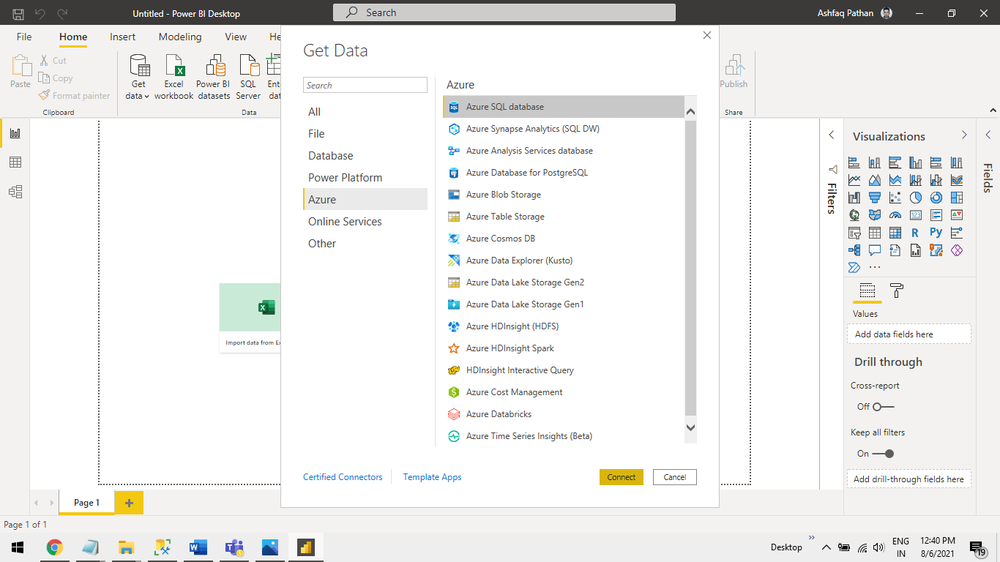 Untitled - Power BI Desktop
Search
Ashfaq Pathan
File
Home
Insert
Modeling
View
He
Paste
Cut
Copy
Format painter
Clipboard
Get
data
Excel
workbook
Power BI
datasets
SQL
Server
Ent
da
Data
Publish
Share
Get Data
Search
All
File
Database
Power Platform
Azure
Online Services
Other
Azure
Azure SQL database
Azure Synapse Analytics (SQL DW)
Azure Analysis Services database
Azure Database for PostgreSQL
Azure Blob Storage
Azure Table Storage
Azure Cosmos DB
Azure Data Explorer (Kusto)
Azure Data Lake Storage Gen2
Azure Data Lake Storage Gen1
Azure HDInsight (HDFS)
Azure HDInsight Spark
HDInsight Interactive Query
Azure Cost Management
Azure Databricks
Azure Time Series Insights (Beta)
Certified Connectors
Template Apps
Connect
Cancel
Import data from Ex
Filters
Visualizations
R
Py
123
Values
Add data fields here
Drill through
Cross-report
Off
Keep all filters
On
Add drill-through fields here
Fields
Page 1
Page 1 of 1
Desktop
ENG
IN
12:40 PM
8/6/2021
19